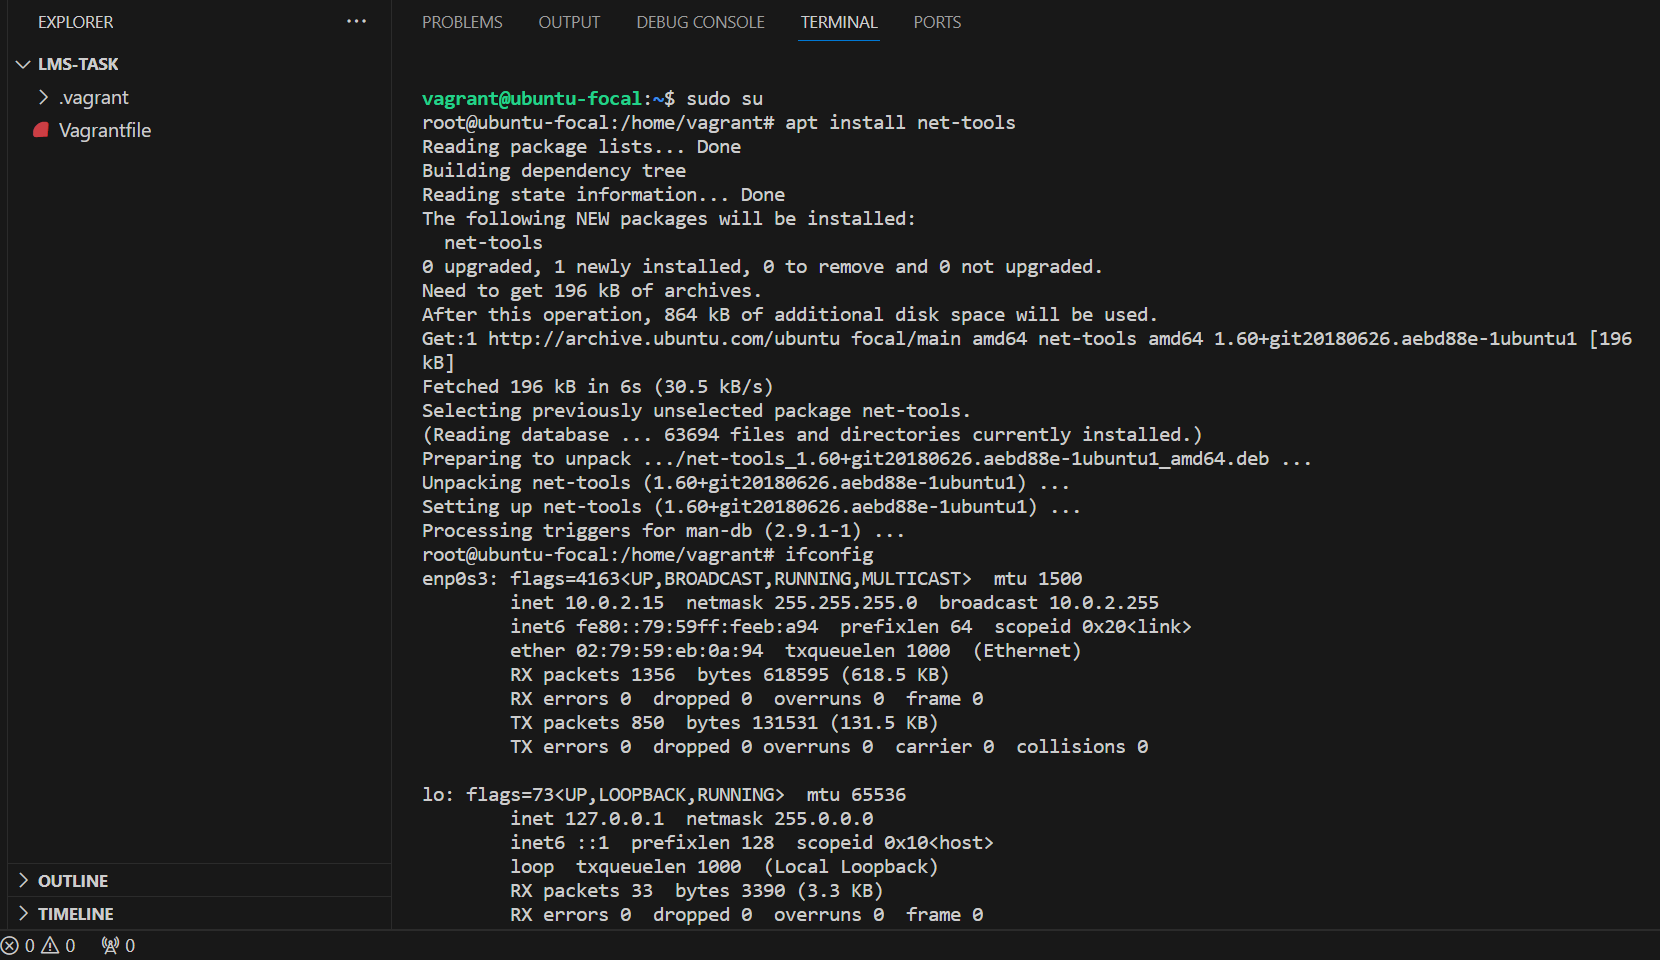 EXPLORER
···
LMS-TASK
.vagrant
Vagrantfile
OUTLINE
TIMELINE
PROBLEMS OUTPUT DEBUG CONSOLE TERMINAL PORTS
vagrant@ubuntu-focal:~$ sudo su
root@ubuntu-focal:/home/vagrant# apt install net-tools
Reading package lists... Done
Building dependency tree
Reading state information... Done
The following NEW packages will be installed:
  net-tools
0 upgraded, 1 newly installed, 0 to remove and 0 not upgraded.
Need to get 196 kB of archives.
After this operation, 864 kB of additional disk space will be used.
Get:1 http://archive.ubuntu.com/ubuntu focal/main amd64 net-tools amd64 1.60+git20180626.aebd88e-1ubuntu1 [196
kB]
Fetched 196 kB in 6s (30.5 kB/s)
Selecting previously unselected package net-tools.
(Reading database ... 63694 files and directories currently installed.)
Preparing to unpack .../net-tools_1.60+git20180626.aebd88e-1ubuntu1_amd64.deb ...
Unpacking net-tools (1.60+git20180626.aebd88e-1ubuntu1) ...
Setting up net-tools (1.60+git20180626.aebd88e-1ubuntu1) ...
Processing triggers for man-db (2.9.1-1) ...
root@ubuntu-focal:/home/vagrant# ifconfig
enp0s3: flags=4163<UP,BROADCAST,RUNNING,MULTICAST>  mtu 1500
        inet 10.0.2.15  netmask 255.255.255.0  broadcast 10.0.2.255
        inet6 fe80::79:59ff:feeb:a94  prefixlen 64  scopeid 0x20<link>
        ether 02:79:59:eb:0a:94  txqueuelen 1000  (Ethernet)
        RX packets 1356  bytes 618595 (618.5 KB)
        RX errors 0  dropped 0  overruns 0  frame 0
        TX packets 850  bytes 131531 (131.5 KB)
        TX errors 0  dropped 0 overruns 0  carrier 0  collisions 0
lo: flags=73<UP,LOOPBACK,RUNNING>  mtu 65536
        inet 127.0.0.1  netmask 255.0.0.0
        inet6 ::1  prefixlen 128  scopeid 0x10<host>
        loop  txqueuelen 1000  (Local Loopback)
        RX packets 33  bytes 3390 (3.3 KB)
        RX errors 0  dropped 0  overruns 0  frame 0
0 0 0